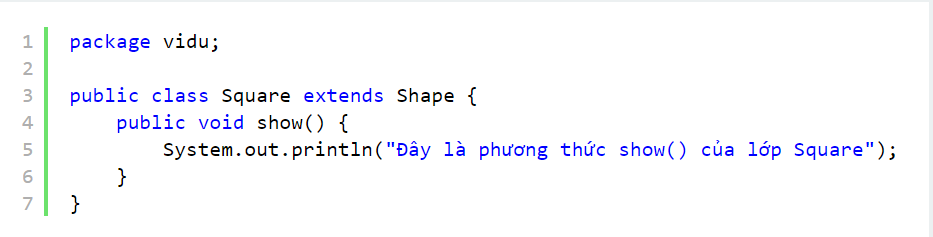 1 package vidu;
2
3 public class Square extends Shape {
4     public void show() {
5         System.out.println("Đây là phương thức show() của lớp Square");
6     }
7 }